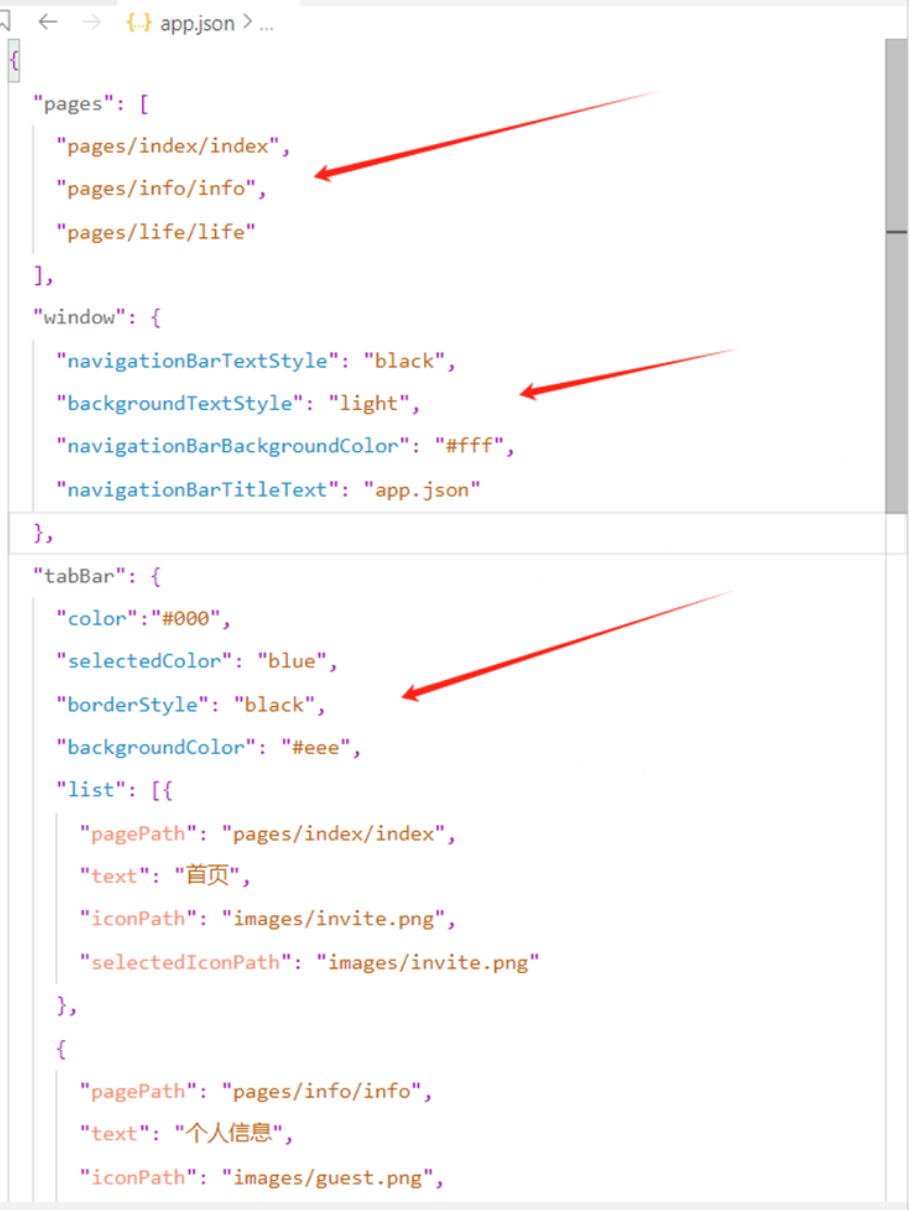 {..} app.json > ...
{
"pages": [
"pages/index/index",
"pages/info/info",
"pages/life/life"
],
"window": {
"navigationBarTextStyle": "black",
"backgroundTextStyle": "light",
"navigationBarBackgroundColor": "#fff",
"navigationBarTitleText": "app.json"
},
"tabBar": {
"color":"#000",
"selectedColor": "blue",
"borderStyle": "black",
"backgroundColor": "#eee",
"list": [{
"pagePath": "pages/index/index",
"text": "首页",
"iconPath": "images/invite.png",
"selectedIconPath": "images/invite.png"
},
{
"pagePath": "pages/info/info",
"text": "个人信息",
"iconPath": "images/guest.png",